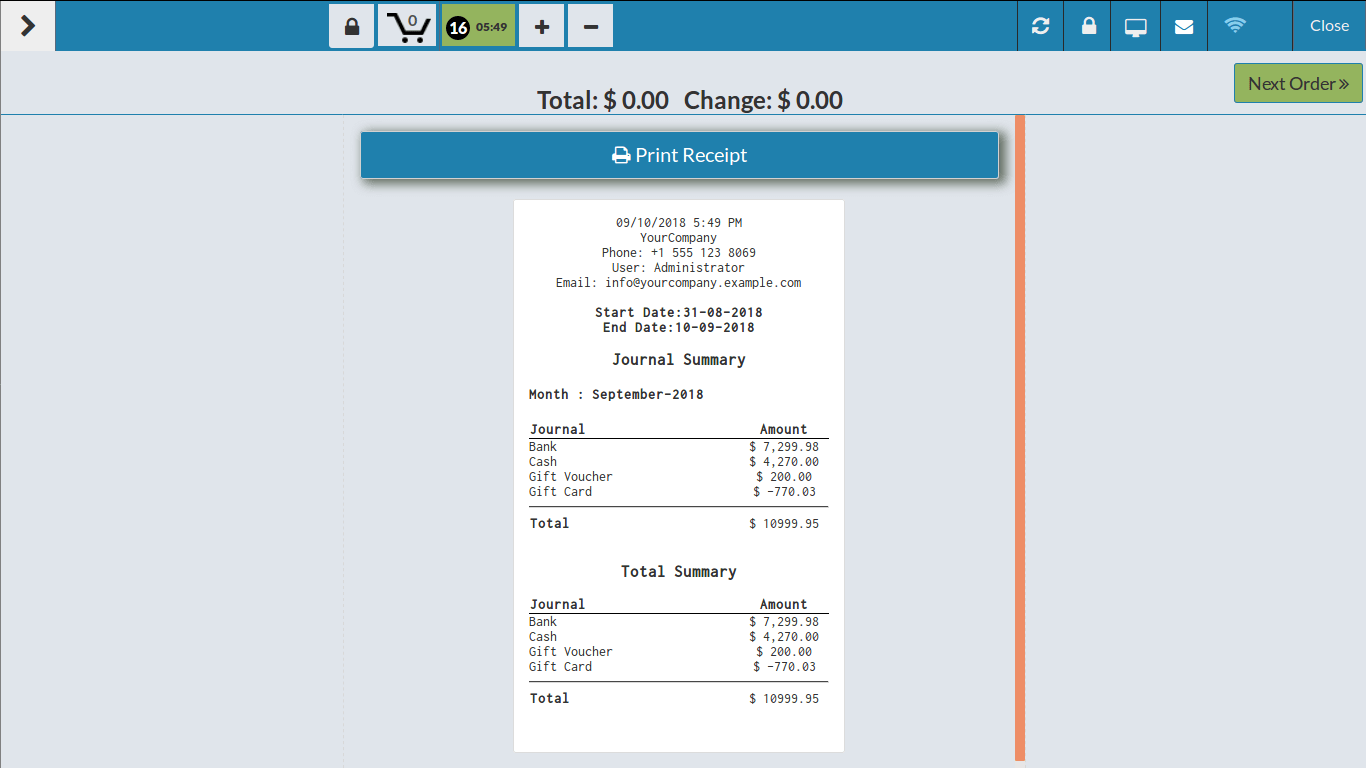 0
16 05:49
Close
Total: $ 0.00 Change: $ 0.00
Next Order
Print Receipt
09/10/2018 5:49 PM
YourCompany
Phone: +1 555 123 8069
User: Administrator
Email: info@yourcompany.example.com
Start Date:31-08-2018
End Date:10-09-2018
Journal Summary
Month : September-2018
Journal Amount
Bank $ 7,299.98
Cash $ 4,270.00
Gift Voucher $ 200.00
Gift Card $ -770.03
Total $ 10999.95
Total Summary
Journal Amount
Bank $ 7,299.98
Cash $ 4,270.00
Gift Voucher $ 200.00
Gift Card $ -770.03
Total $ 10999.95